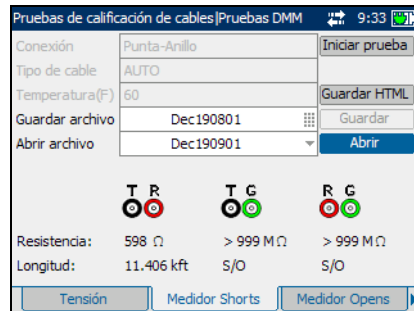 Pruebas de calificación de cables|Pruebas DMM 9:33
Conexión Punta-Anillo Iniciar prueba
Tipo de cable AUTO
Temperatura(F) 60 Guardar HTML
Guardar archivo Dec190801 Guardar
Abrir archivo Dec190901 Abrir
T R T G R G
Resistencia: 598 Ω > 999 MΩ > 999 MΩ
Longitud: 11.406 kft S/O S/O
Tensión Medidor Shorts Medidor Opens